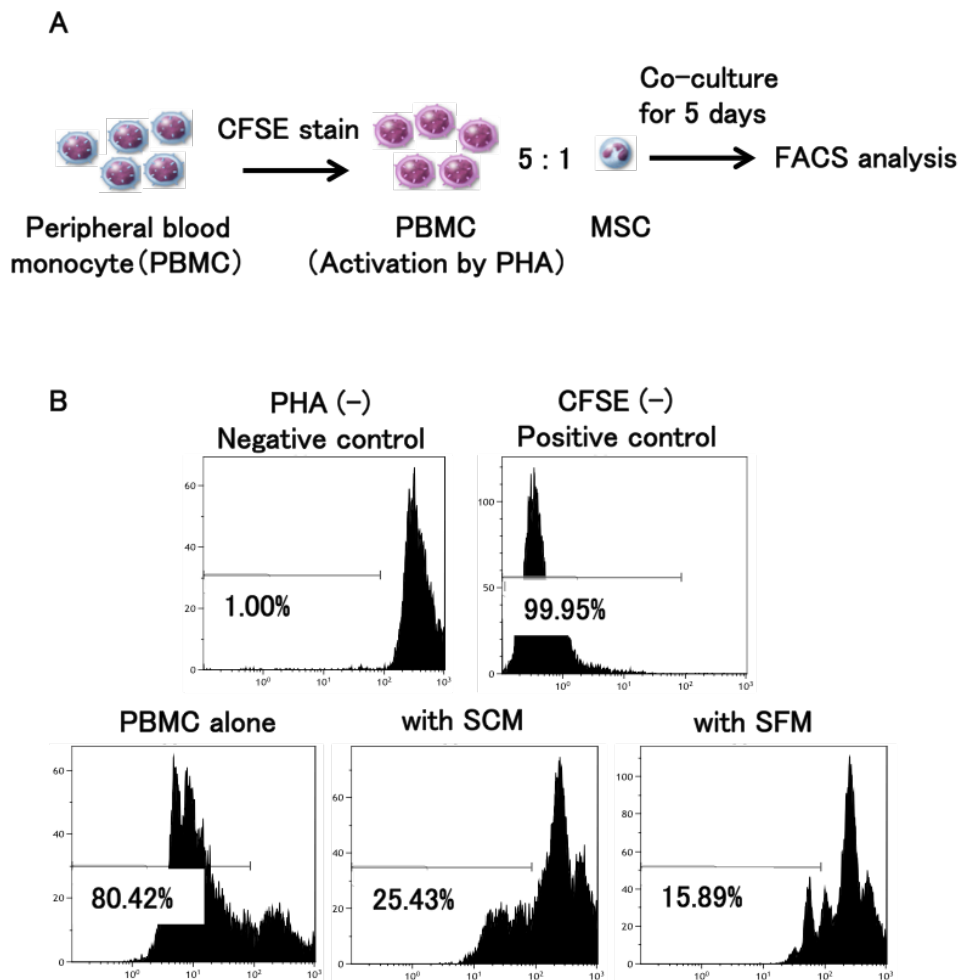 A
CFSE stain
5 : 1
Co-culture
for 5 days
FACS analysis
Peripheral blood
monocyte(PBMC)
PBMC
(Activation by PHA)
MSC
B
PHA (-)
Negative control
60
40
20
0
1.00%
10⁰ 10¹ 10² 10³
CFSE (-)
Positive control
100
50
0
99.95%
10⁰ 10¹ 10² 10³
PBMC alone
60
40
20
0
80.42%
10⁰ 10¹ 10² 10³
with SCM
60
40
20
0
25.43%
10⁰ 10¹ 10² 10³
with SFM
100
80
60
40
20
0
15.89%
10⁰ 10¹ 10² 10³